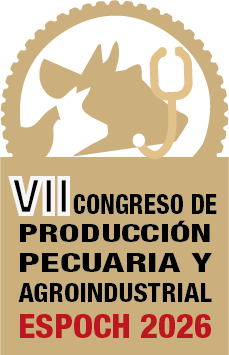 VII CONGRESO DE
PRODUCCIÓN
PECUARIA Y
AGROINDUSTRIAL
ESPOCH 2026